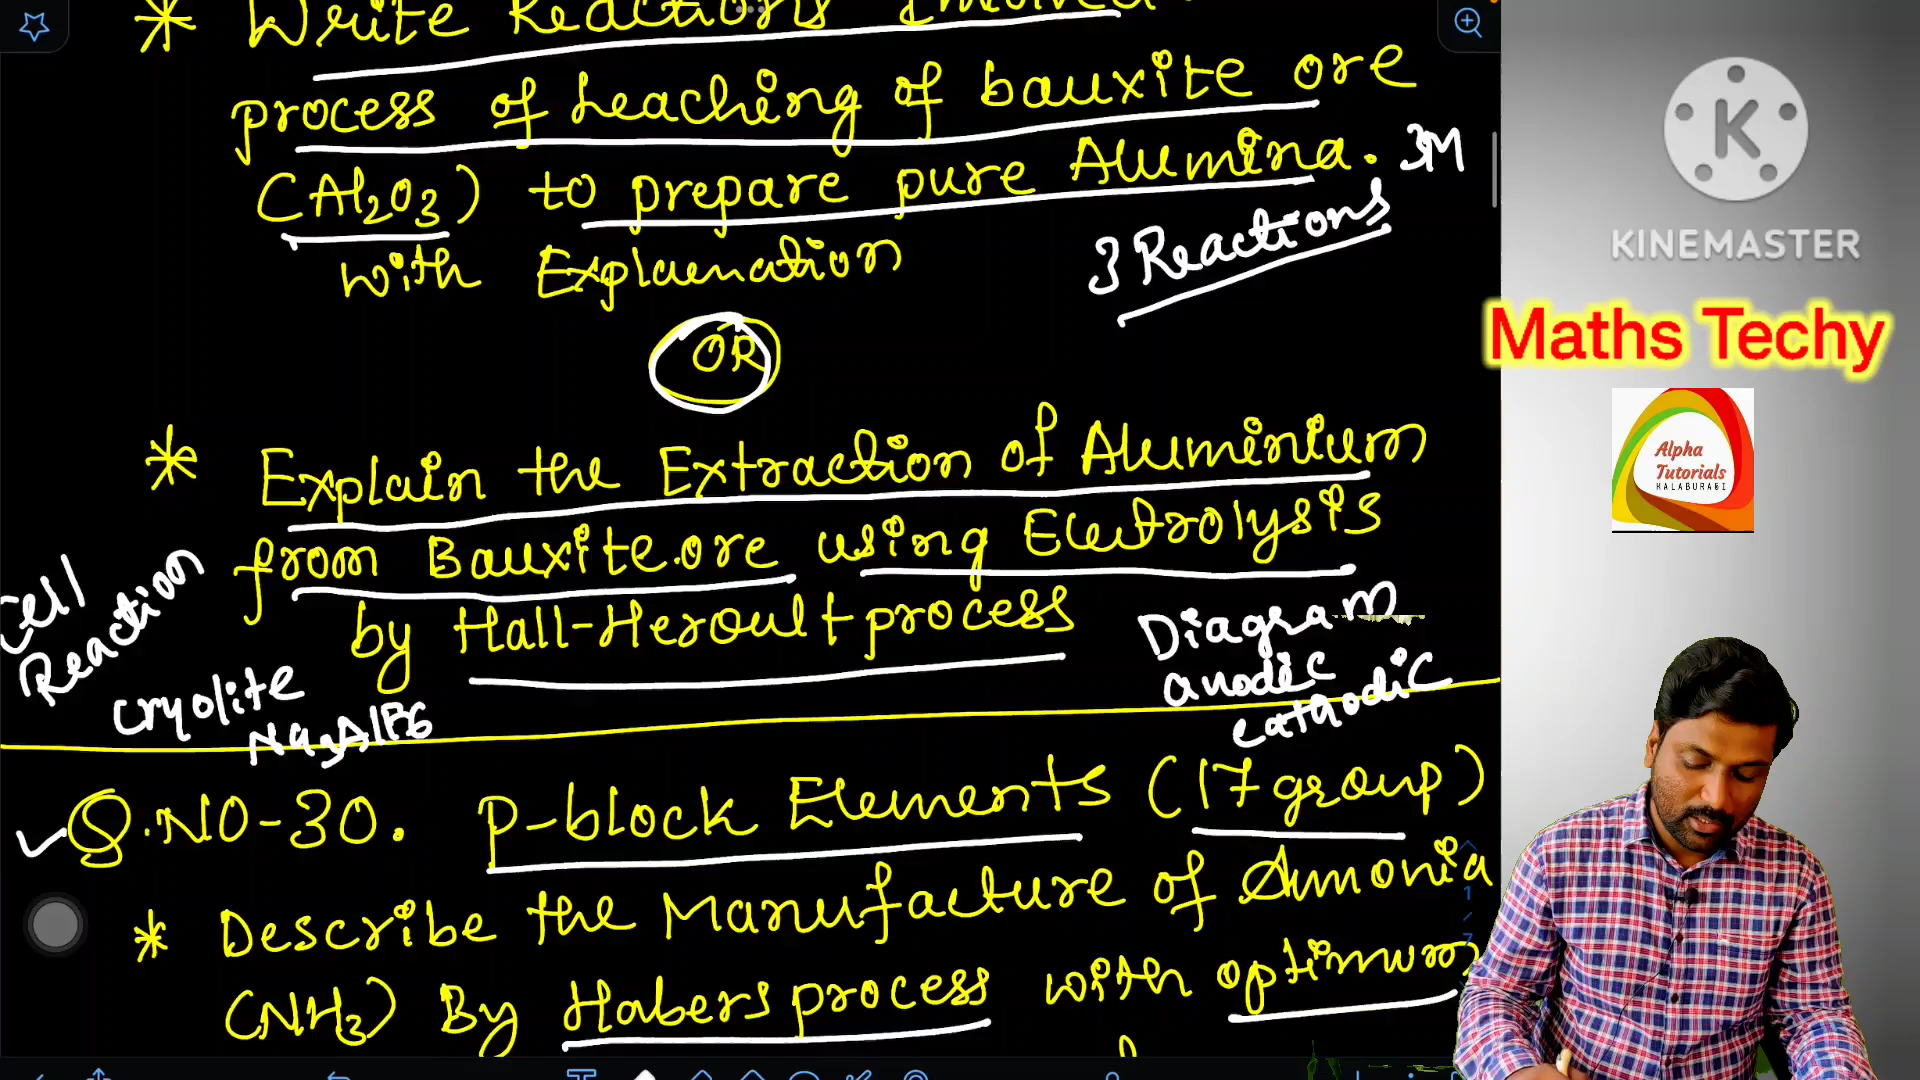 * Write Reactions Involved
process of Leaching of bauxite ore
(Al2O3) to prepare pure Alumina. 3M
with Explaination
3 Reactions
OR
* Explain the Extraction of Aluminium
from Bauxite.ore using Electrolysis
by Hall-Heroult process
Cell
Reaction
Cryolite
Na3AlF6
Diagram
anodic
cathodic
Q.NO-30. P-block Elements (17 group)
* Describe the Manufacture of Ammonia
(NH3) By Habers process with optimum
K
KINEMASTER
Maths Techy
Alpha
Tutorials
KALABURAGI